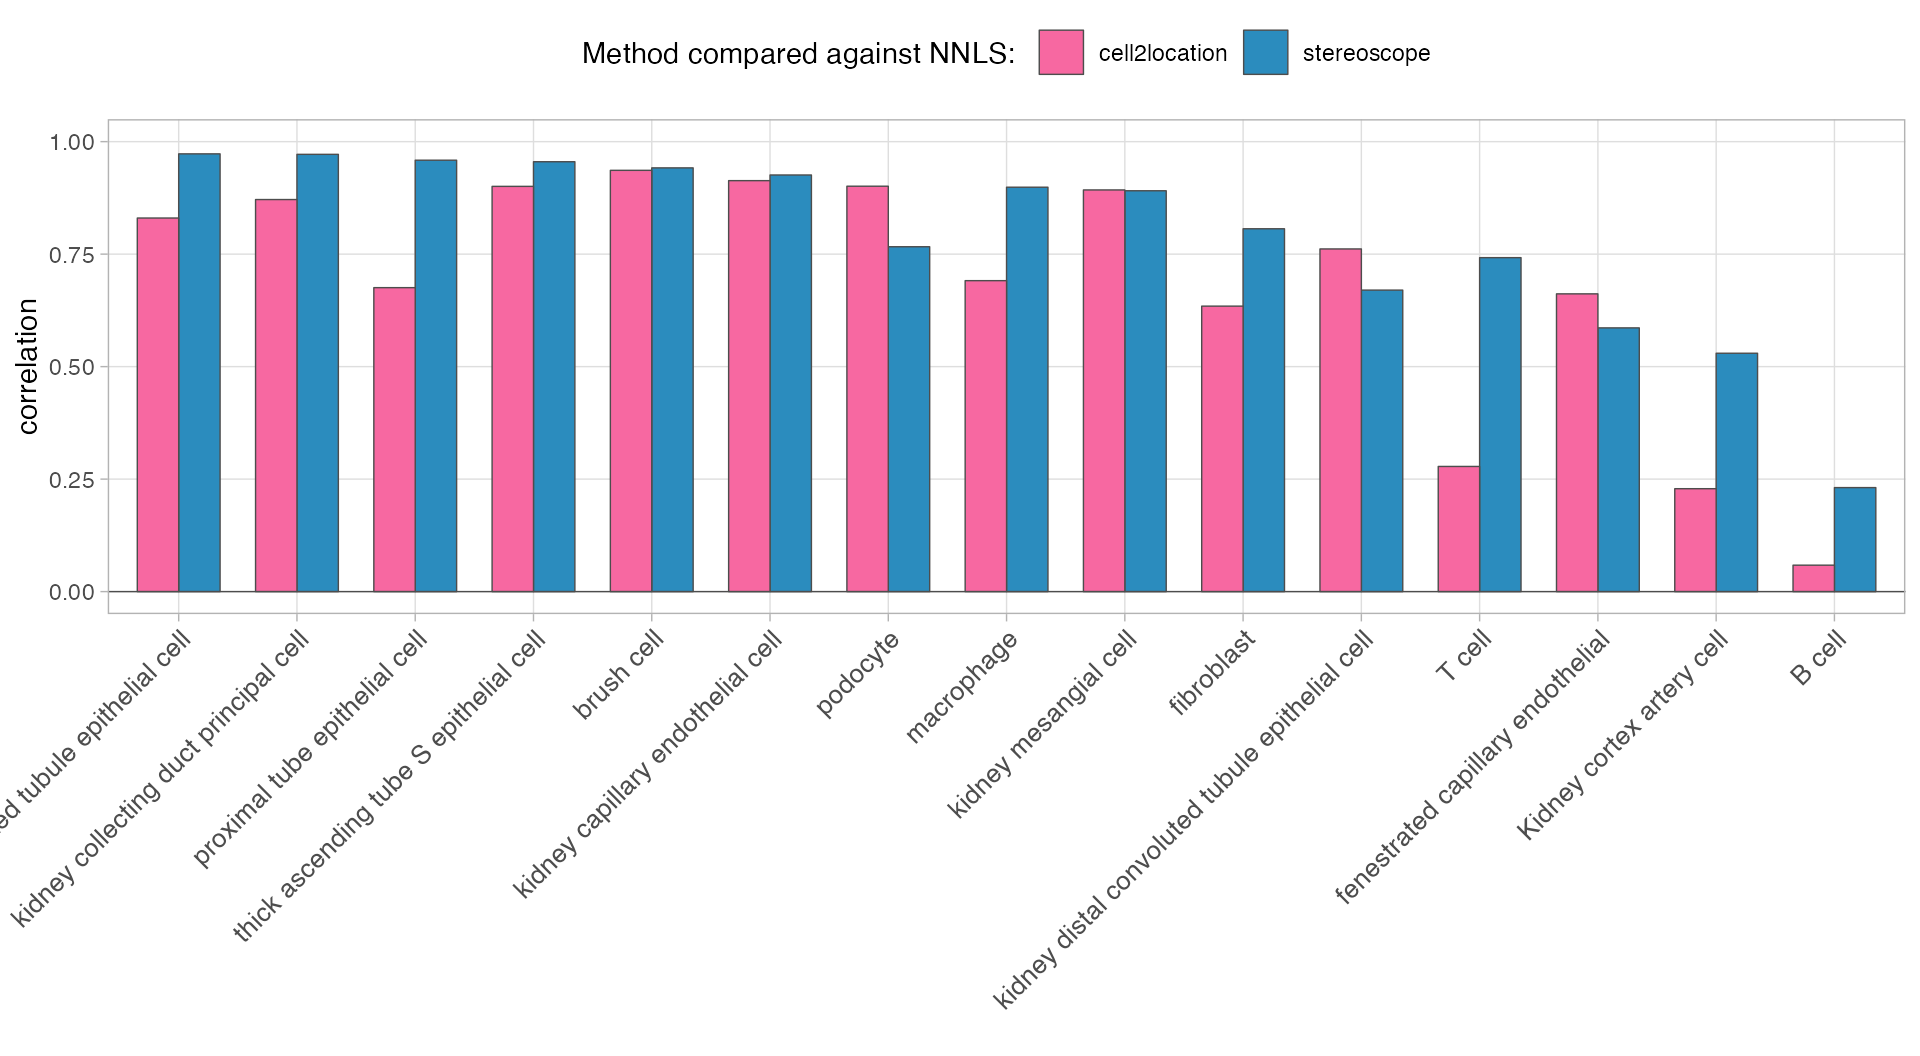 Method compared against NNLS: cell2location stereoscope
correlation
1.00
0.75
0.50
0.25
0.00
tubule epithelial cell
kidney collecting duct principal cell
proximal tube epithelial cell
thick ascending tube S epithelial cell
brush cell
kidney capillary endothelial cell
podocyte
macrophage
kidney mesangial cell
fibroblast
kidney distal convoluted tubule epithelial cell
T cell
fenestrated capillary endothelial
Kidney cortex artery cell
B cell